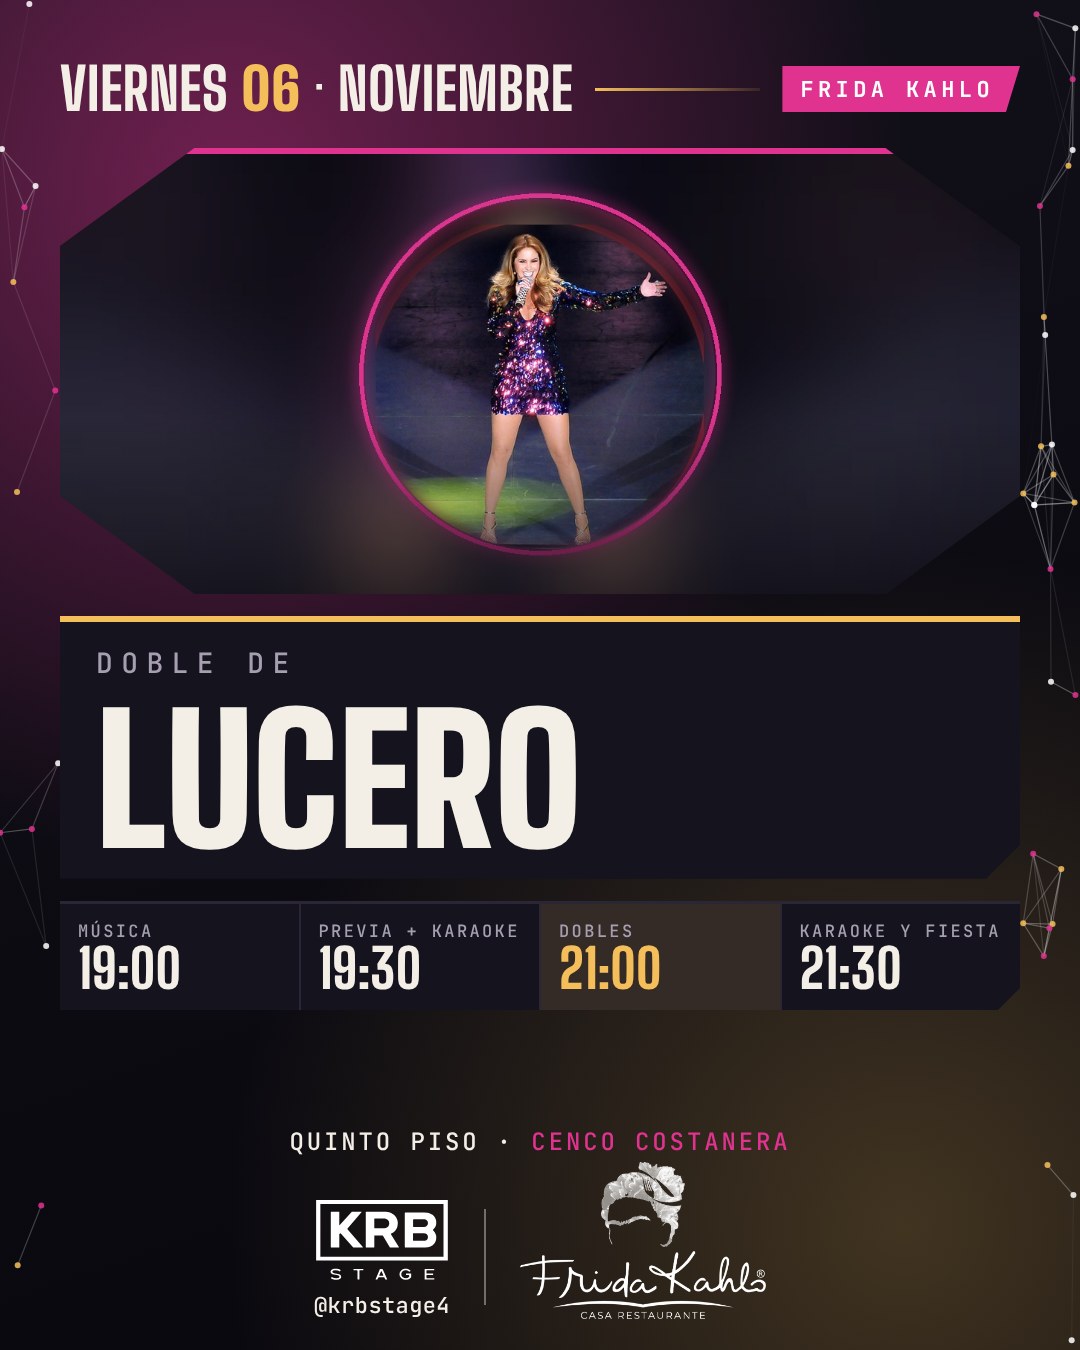 VIERNES 06 · NOVIEMBRE
FRIDA KAHLO
DOBLE DE
LUCERO
MÚSICA
19:00
PREVIA + KARAOKE
19:30
DOBLES
21:00
KARAOKE Y FIESTA
21:30
QUINTO PISO · CENCO COSTANERA
KRB
STAGE
@krbstage4
Frida Kahlo®
CASA RESTAURANTE